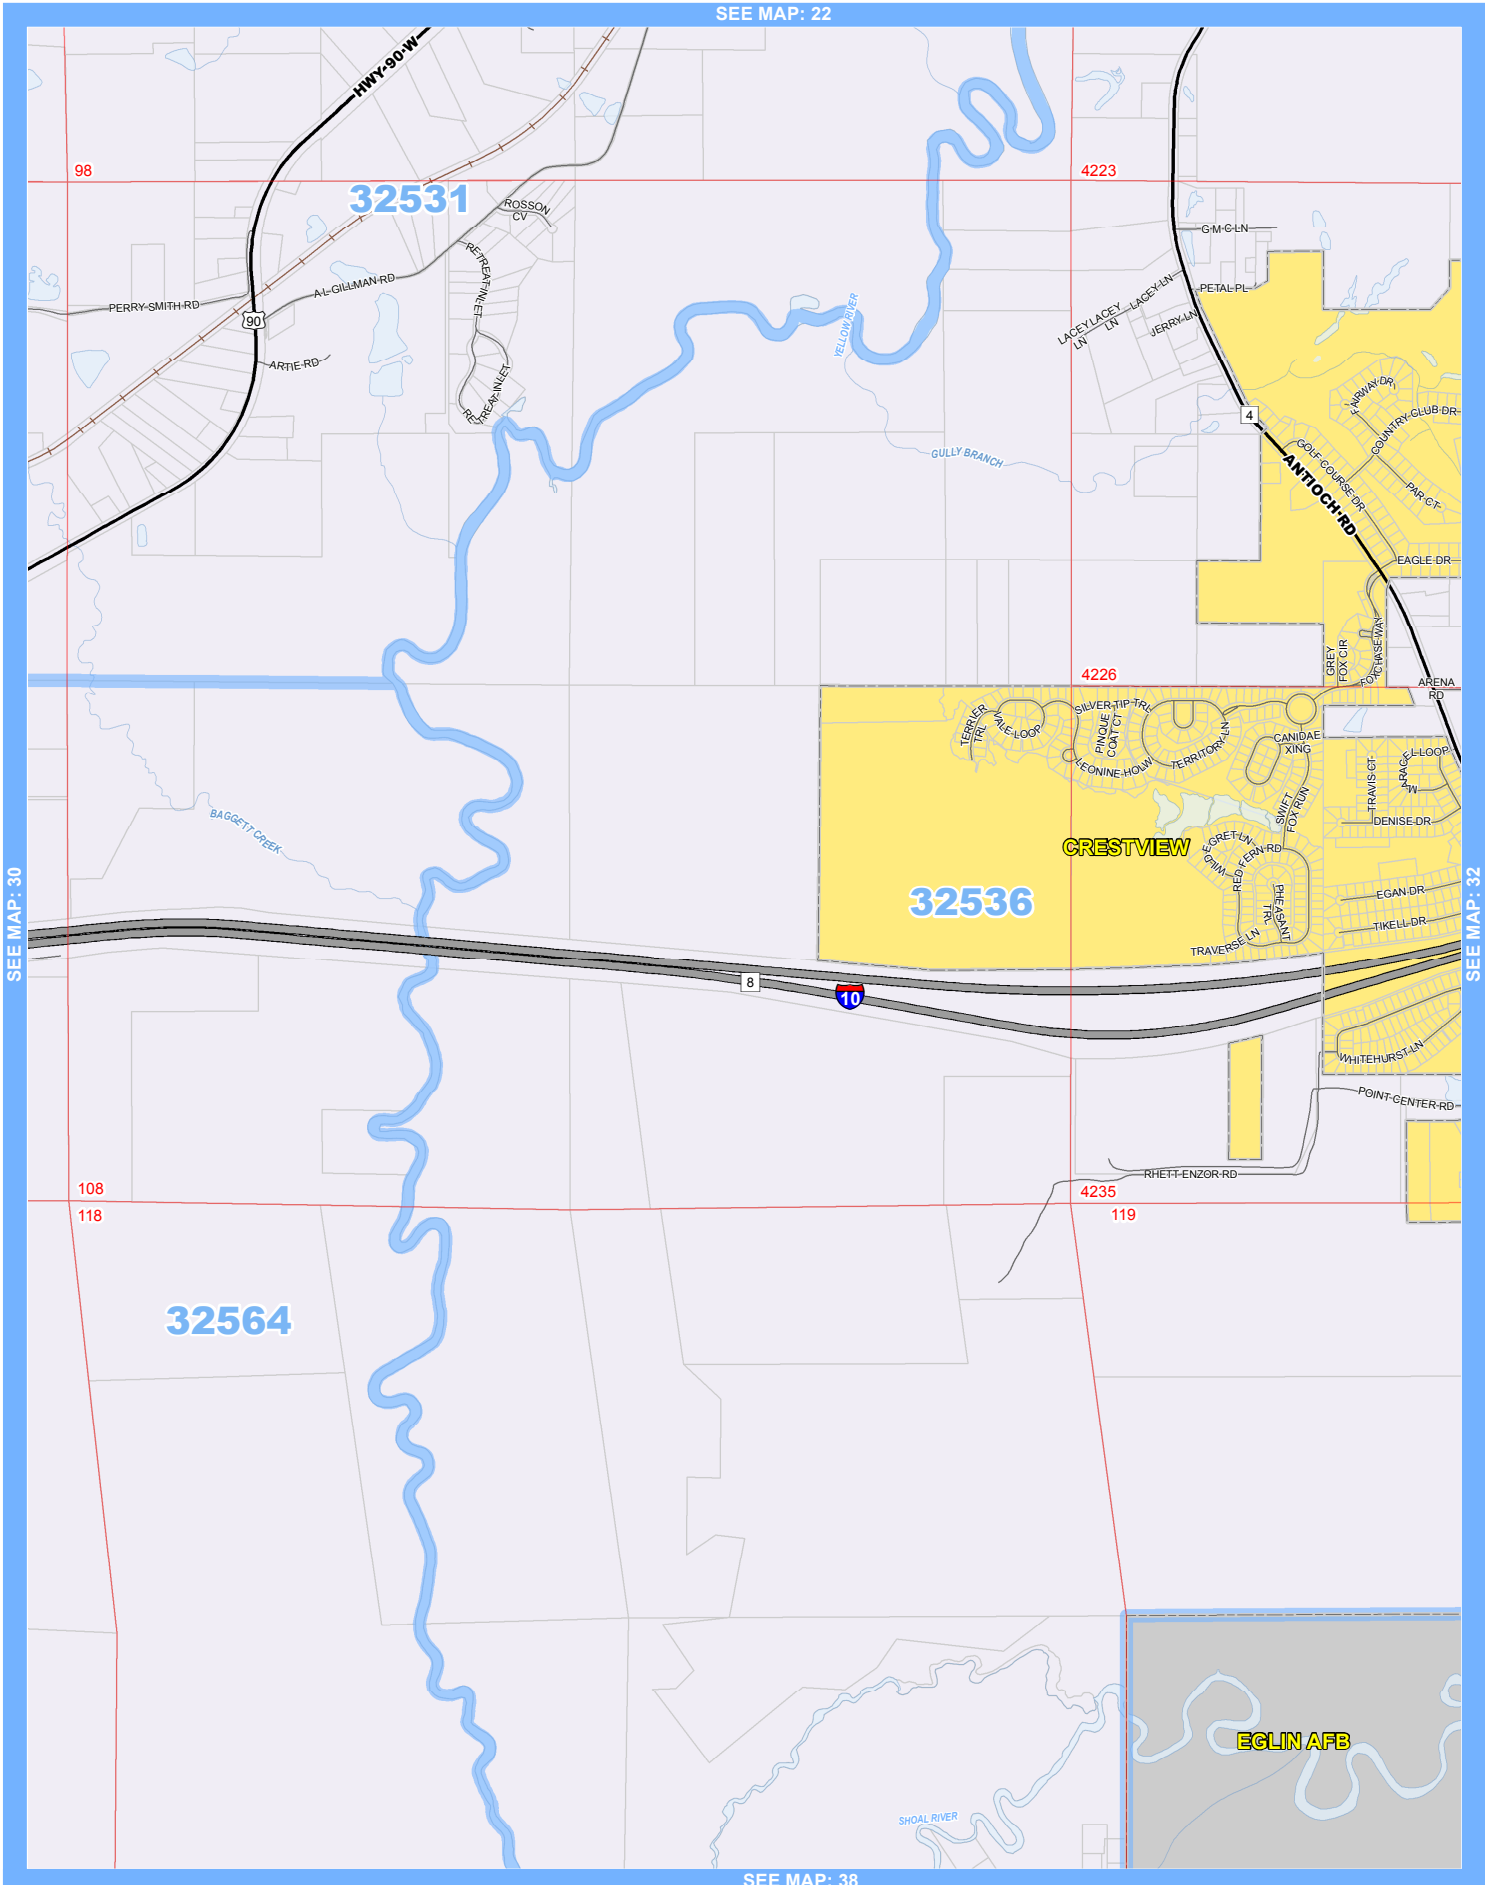 SEE MAP: 22
HWY-90-W
98
4223
32531
ROSSON
CV
G M C LN
RETREAT-INLET
A-L-GILLMAN-RD
PERRY-SMITH-RD
90
ARTIE-RD
RETREAT-INLET
YELLOW RIVER
LACEY-LN
LACEY
LN
LACEY
LN
PETAL-PL
JERRY-LN
4
FAIRWAY-DR
COUNTRY-CLUB-DR
GOLF-COURSE-DR
ANTIOCH-RD
PAR-CT
GULLY BRANCH
EAGLE DR
GREY
FOX CIR
FOXCHASE-WAY
4226
ARENA
RD
TERRIER
TRL
VALE-LOOP
SILVER-TIP-TRL
PINQUE
COAT CT
LEONINE-HOLW
TERRITORY-LN
CANIDAE
XING
TRAVIS-CT
MARACEL LOOP
SWIFT
FOX RUN
DENISE-DR
BAGGETT CREEK
CRESTVIEW
WILD EGRET-LN
RED-FERN-RD
32536
PHEASANT
TRL
EGAN-DR
TIKELL-DR
TRAVERSE-LN
SEE MAP: 30
SEE MAP: 32
8
10
WHITEHURST-LN
POINT-CENTER-RD
RHETT-ENZOR-RD
108
4235
118
119
32564
EGLIN AFB
SHOAL RIVER
SEE MAP: 38